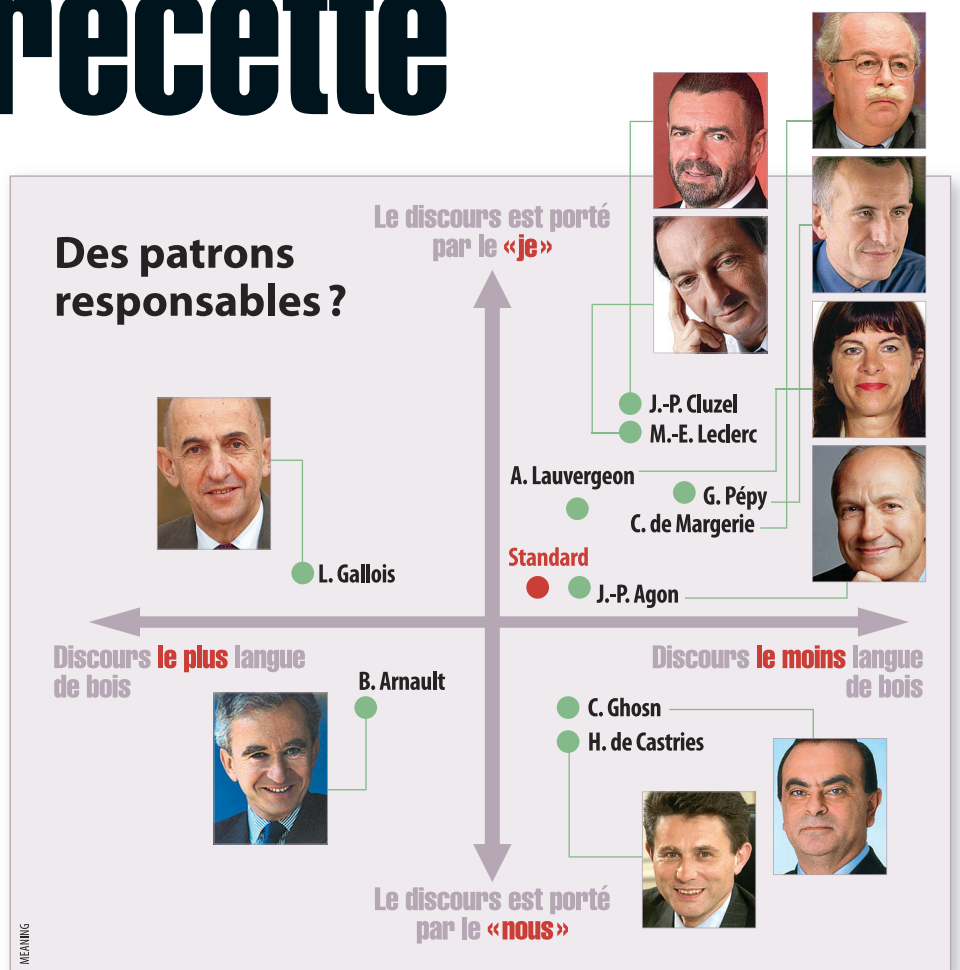 recette
Des patrons
responsables ?
Le discours est porté
par le «je»
J.-P. Cluzel
M.-E. Leclerc
A. Lauvergeon
G. Pépy
C. de Margerie
L. Gallois
Standard
J.-P. Agon
Discours le plus langue
de bois
Discours le moins langue
de bois
B. Arnault
C. Ghosn
H. de Castries
Le discours est porté
par le «nous»
MEANING